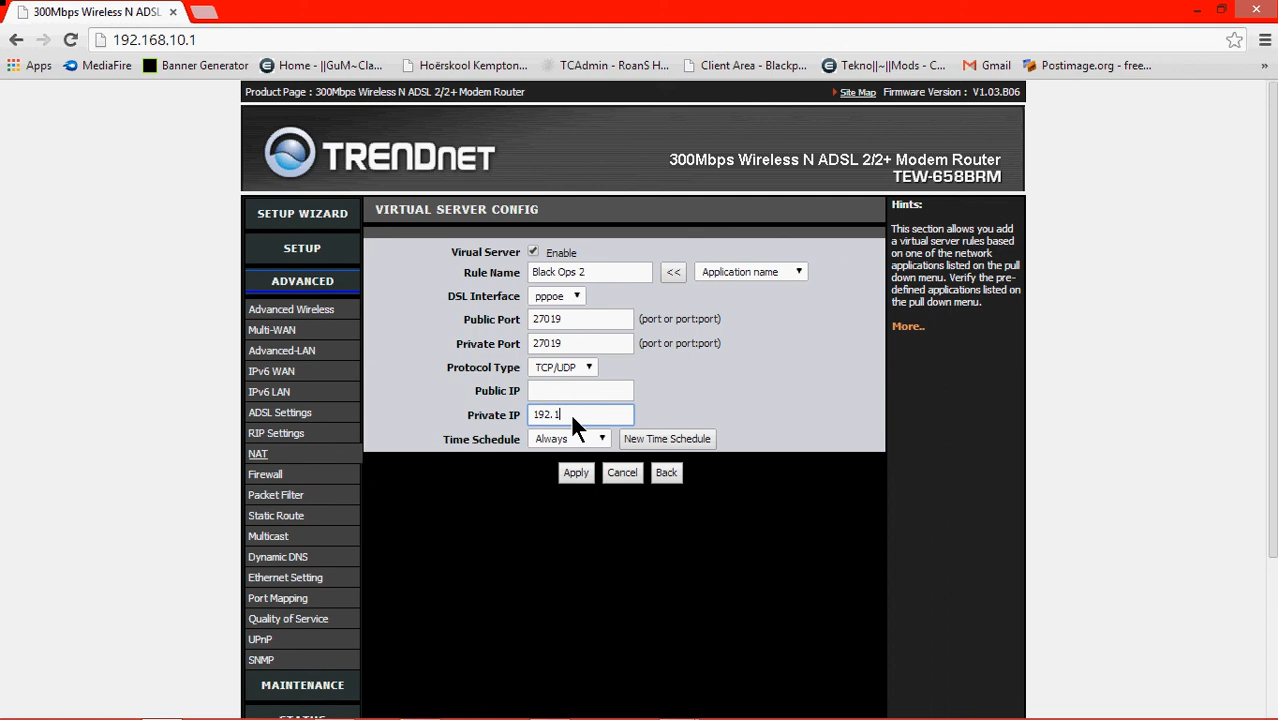 300Mbps Wireless N ADSL
192.168.10.1
Apps MediaFire Banner Generator Home - ||GuM~Cla... Hoërskool Kempton... TCAdmin - RoanS H... Client Area - Blackp... Tekno||~||Mods - C... Gmail Postimage.org - free... »
Product Page : 300Mbps Wireless N ADSL 2/2+ Modem Router Site Map Firmware Version : V1.03.B06
TRENDNET
300Mbps Wireless N ADSL 2/2+ Modem Router
TEW-658BRM
SETUP WIZARD
SETUP
ADVANCED
Advanced Wireless
Multi-WAN
Advanced-LAN
IPv6 WAN
IPv6 LAN
ADSL Settings
RIP Settings
NAT
Firewall
Packet Filter
Static Route
Multicast
Dynamic DNS
Ethernet Setting
Port Mapping
Quality of Service
UPnP
SNMP
MAINTENANCE
STATUS
VIRTUAL SERVER CONFIG
Virual Server Enable
Rule Name Black Ops 2 << Application name
DSL Interface pppoe
Public Port 27019 (port or port:port)
Private Port 27019 (port or port:port)
Protocol Type TCP/UDP
Public IP
Private IP 192.1
Time Schedule Always New Time Schedule
Apply Cancel Back
Hints:
This section allows you add
a virtual server rules based
on one of the network
applications listed on the pull
down menu. Verify the pre-
defined applications listed on
the pull down menu.
More..